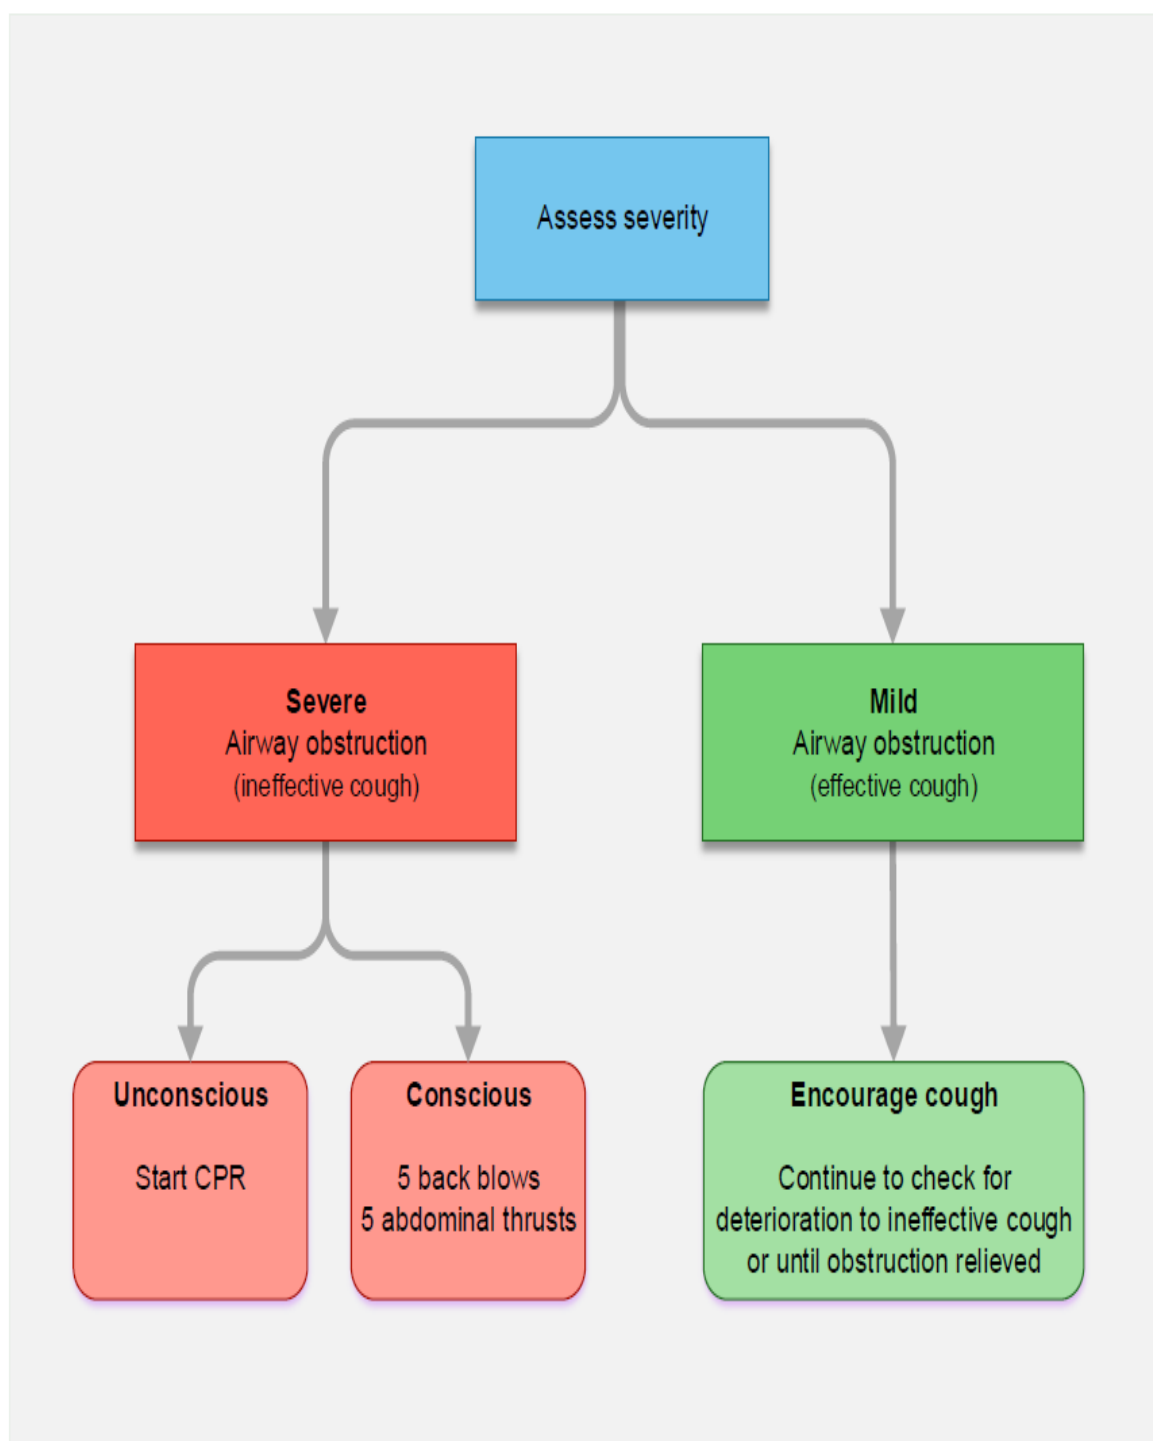 Assess severity
Severe
Airway obstruction
(ineffective cough)
Mild
Airway obstruction
(effective cough)
Unconscious
Start CPR
Conscious
5 back blows
5 abdominal thrusts
Encourage cough
Continue to check for
deterioration to ineffective cough
or until obstruction relieved